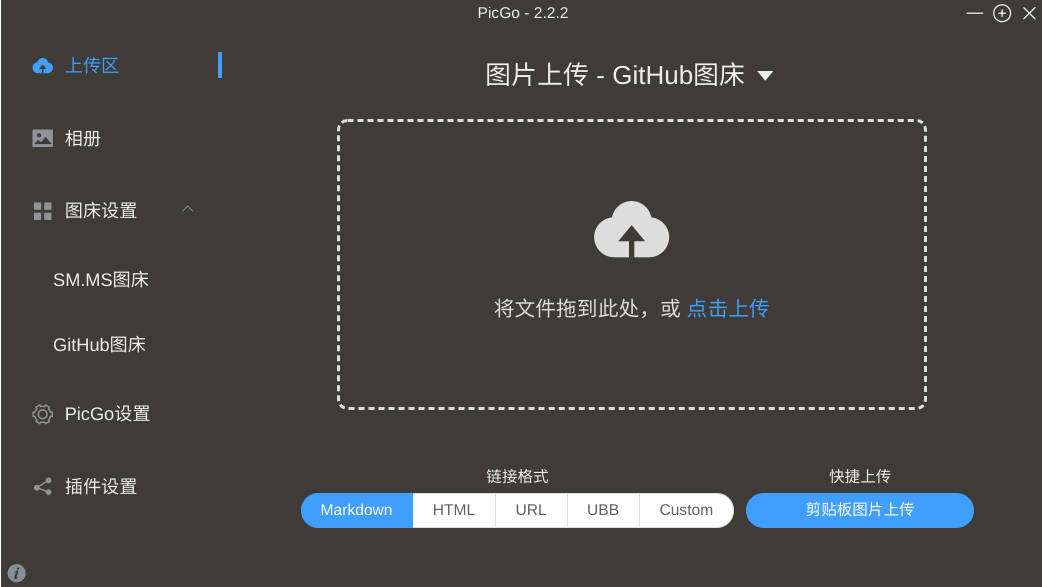 PicGo - 2.2.2
上传区
相册
图床设置
SM.MS图床
GitHub图床
PicGo设置
插件设置
图片上传 - GitHub图床
将文件拖到此处，或 点击上传
链接格式
Markdown HTML URL UBB Custom
快捷上传
剪贴板图片上传